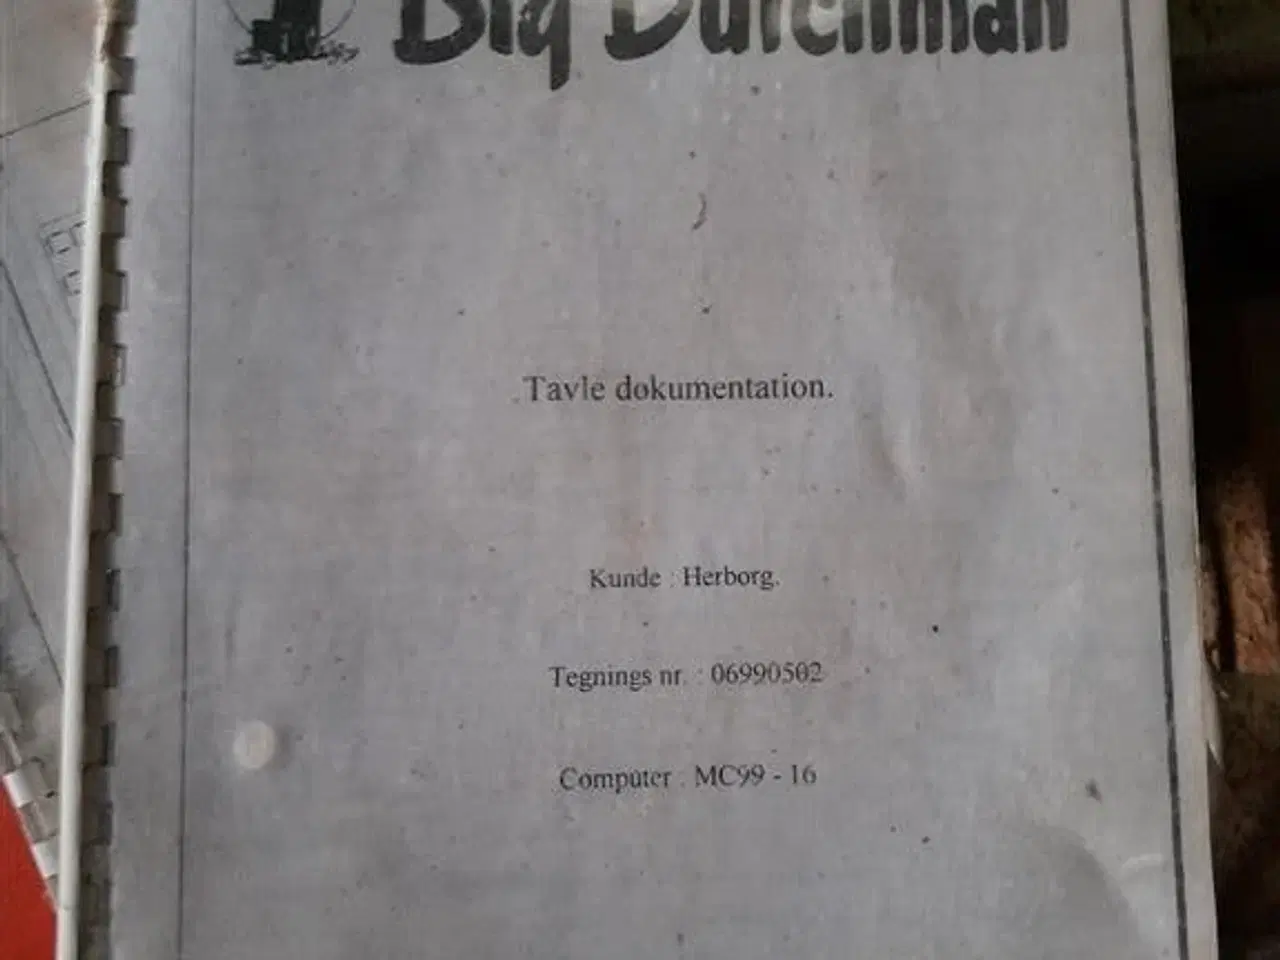 Big Dutchman
Tavle dokumentation.
Kunde : Herborg.
Tegnings nr. : 06990502
Computer : MC99 - 16